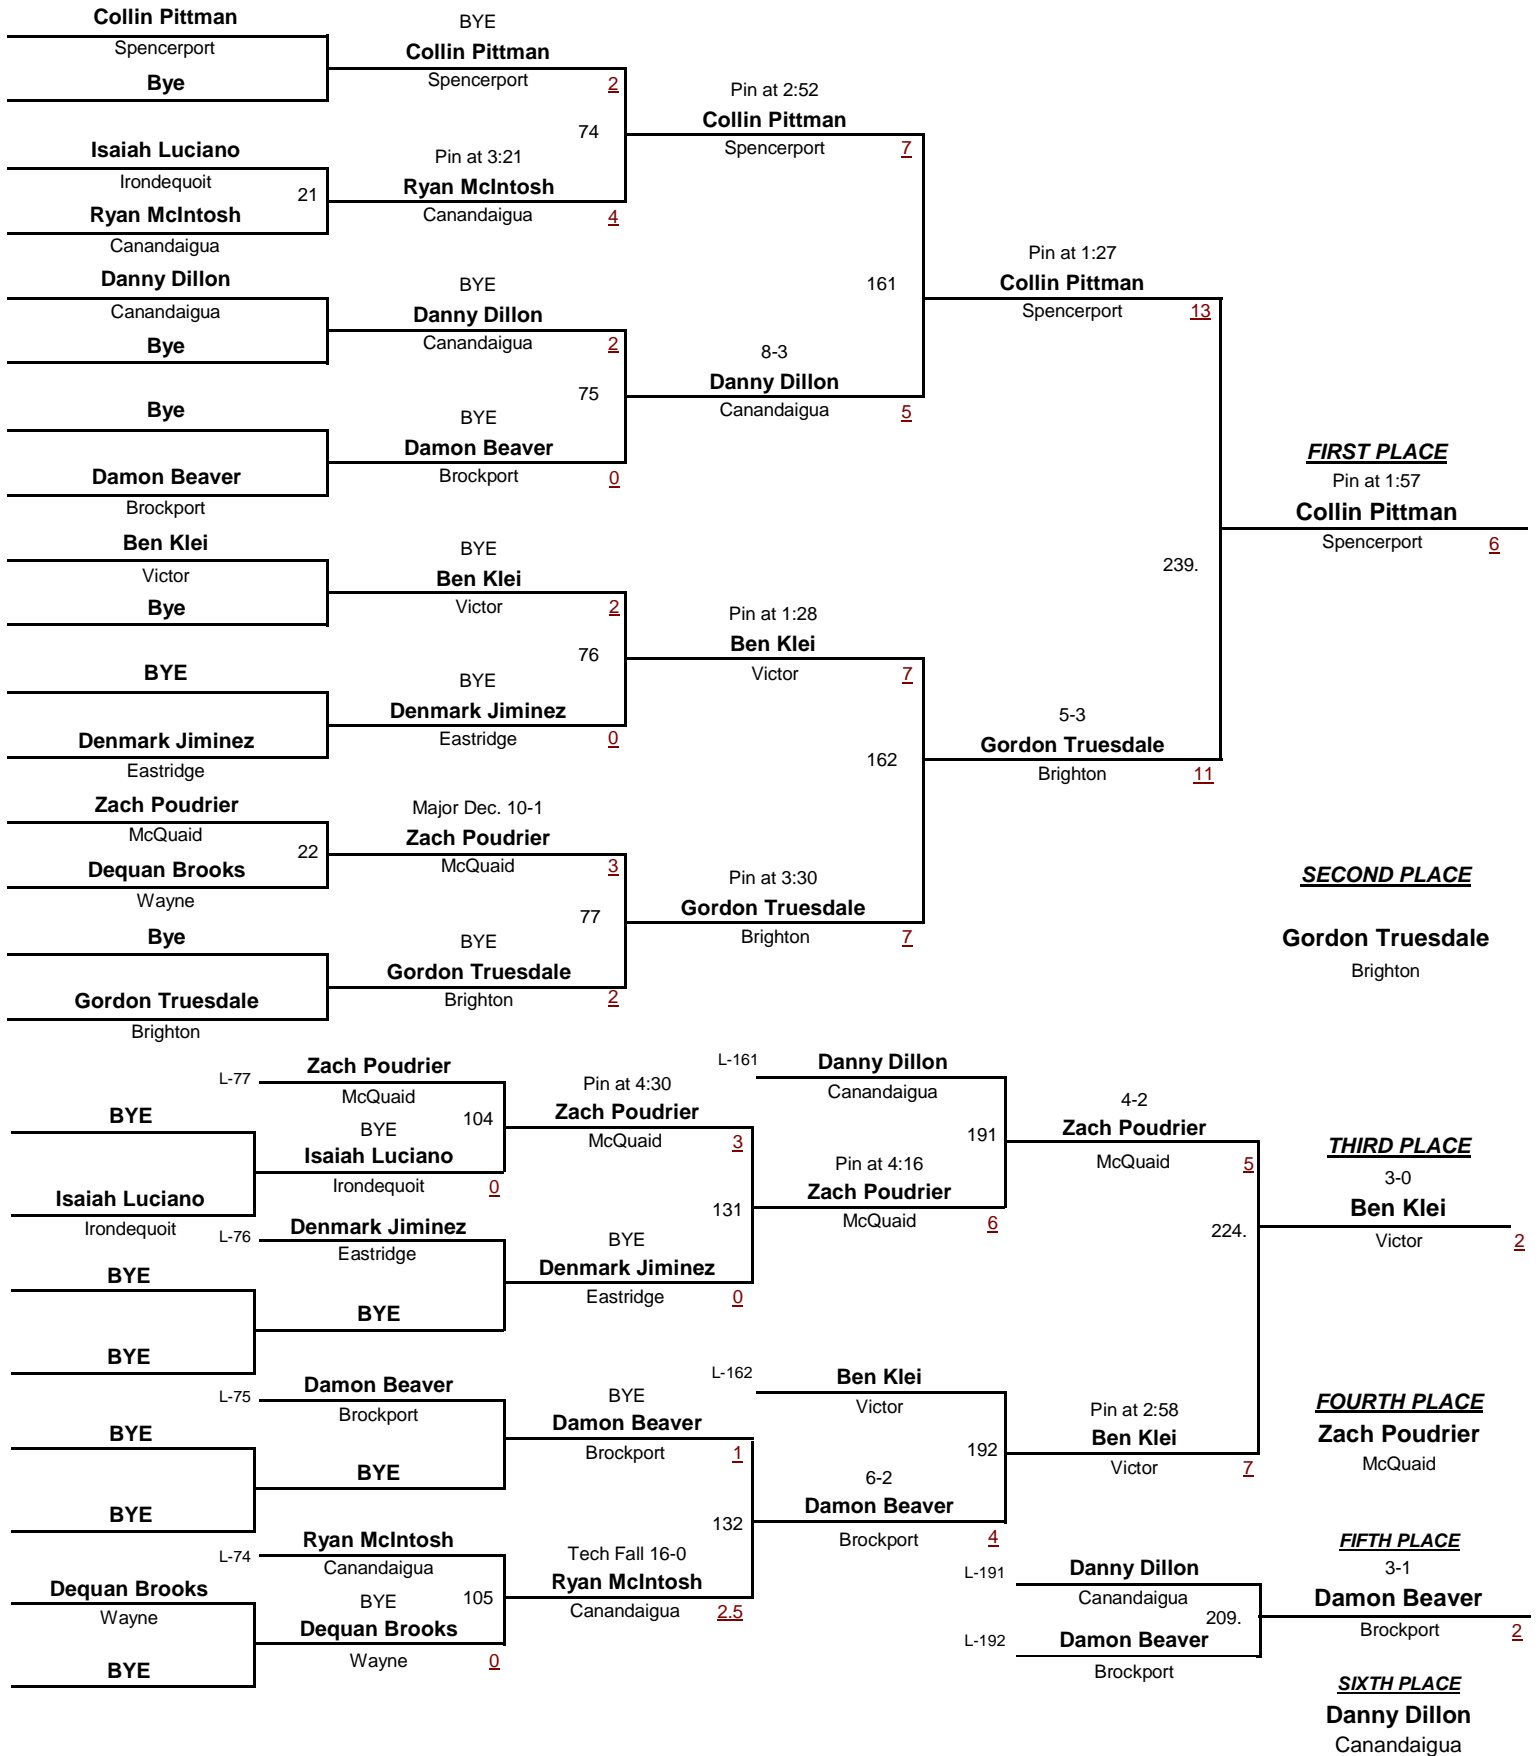 Collin Pittman
Spencerport
Bye
Isaiah Luciano
Irondequoit
21
Ryan McIntosh
Canandaigua
Danny Dillon
Canandaigua
Bye
Bye
Damon Beaver
Brockport
Ben Klei
Victor
Bye
BYE
Denmark Jiminez
Eastridge
Zach Poudrier
McQuaid
22
Dequan Brooks
Wayne
Bye
Gordon Truesdale
Brighton
BYE
Collin Pittman
Spencerport 2
74
Pin at 3:21
Ryan McIntosh
Canandaigua 4
BYE
Danny Dillon
Canandaigua 2
75
BYE
Damon Beaver
Brockport 0
BYE
Ben Klei
Victor 2
76
BYE
Denmark Jiminez
Eastridge 0
Major Dec. 10-1
Zach Poudrier
McQuaid 3
77
BYE
Gordon Truesdale
Brighton 2
Pin at 2:52
Collin Pittman
Spencerport 7
161
8-3
Danny Dillon
Canandaigua 5
Pin at 1:28
Ben Klei
Victor 7
162
Pin at 3:30
Gordon Truesdale
Brighton 7
Pin at 1:27
Collin Pittman
Spencerport 13
239.
5-3
Gordon Truesdale
Brighton 11
FIRST PLACE
Pin at 1:57
Collin Pittman
Spencerport 6
SECOND PLACE
Gordon Truesdale
Brighton
BYE
Isaiah Luciano
Irondequoit
BYE
BYE
BYE
BYE
Dequan Brooks
Wayne
BYE
L-77 Zach Poudrier
McQuaid
104
BYE
Isaiah Luciano
Irondequoit 0
L-76 Denmark Jiminez
Eastridge
BYE
L-75 Damon Beaver
Brockport
BYE
L-74 Ryan McIntosh
Canandaigua
105
BYE
Dequan Brooks
Wayne 0
Pin at 4:30
Zach Poudrier
McQuaid 3
131
BYE
Denmark Jiminez
Eastridge 0
BYE
Damon Beaver
Brockport 1
132
Tech Fall 16-0
Ryan McIntosh
Canandaigua 2.5
L-161 Danny Dillon
Canandaigua
191
Pin at 4:16
Zach Poudrier
McQuaid 6
L-162 Ben Klei
Victor
192
6-2
Damon Beaver
Brockport 4
4-2
Zach Poudrier
McQuaid 5
224.
Pin at 2:58
Ben Klei
Victor 7
L-191 Danny Dillon
Canandaigua
209.
L-192 Damon Beaver
Brockport
THIRD PLACE
3-0
Ben Klei
Victor 2
FOURTH PLACE
Zach Poudrier
McQuaid
FIFTH PLACE
3-1
Damon Beaver
Brockport 2
SIXTH PLACE
Danny Dillon
Canandaigua